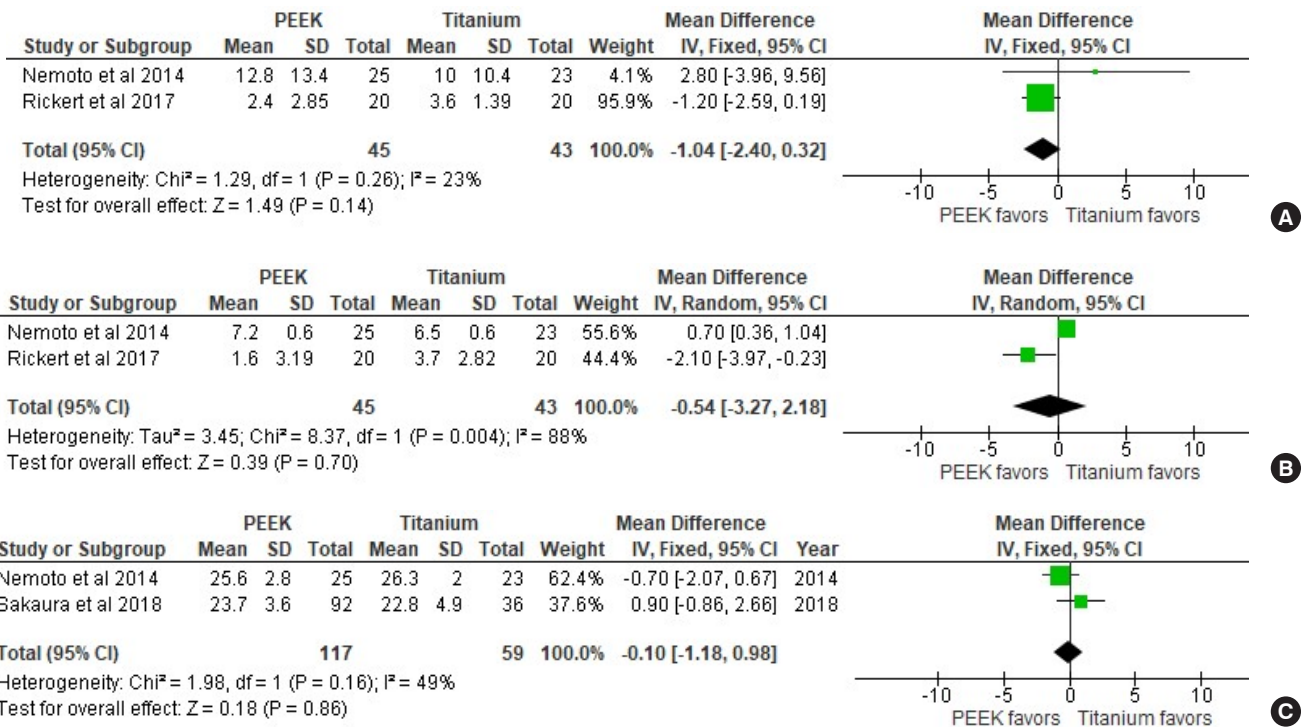 PEEK Titanium Mean Difference Mean Difference
Study or Subgroup Mean SD Total Mean SD Total Weight IV, Fixed, 95% CI IV, Fixed, 95% CI
Nemoto et al 2014 12.8 13.4 25 10 10.4 23 4.1% 2.80 [-3.96, 9.56]
Rickert et al 2017 2.4 2.85 20 3.6 1.39 20 95.9% -1.20 [-2.59, 0.19]
Total (95% CI) 45 43 100.0% -1.04 [-2.40, 0.32]
Heterogeneity: Chi² = 1.29, df = 1 (P = 0.26); I² = 23%
Test for overall effect: Z = 1.49 (P = 0.14)
-10 -5 0 5 10
PEEK favors Titanium favors
A
PEEK Titanium Mean Difference Mean Difference
Study or Subgroup Mean SD Total Mean SD Total Weight IV, Random, 95% CI IV, Random, 95% CI
Nemoto et al 2014 7.2 0.6 25 6.5 0.6 23 55.6% 0.70 [0.36, 1.04]
Rickert et al 2017 1.6 3.19 20 3.7 2.82 20 44.4% -2.10 [-3.97, -0.23]
Total (95% CI) 45 43 100.0% -0.54 [-3.27, 2.18]
Heterogeneity: Tau² = 3.45; Chi² = 8.37, df = 1 (P = 0.004); I² = 88%
Test for overall effect: Z = 0.39 (P = 0.70)
-10 -5 0 5 10
PEEK favors Titanium favors
B
PEEK Titanium Mean Difference Mean Difference
Study or Subgroup Mean SD Total Mean SD Total Weight IV, Fixed, 95% CI Year IV, Fixed, 95% CI
Nemoto et al 2014 25.6 2.8 25 26.3 2 23 62.4% -0.70 [-2.07, 0.67] 2014
Sakaura et al 2018 23.7 3.6 92 22.8 4.9 36 37.6% 0.90 [-0.86, 2.66] 2018
Total (95% CI) 117 59 100.0% -0.10 [-1.18, 0.98]
Heterogeneity: Chi² = 1.98, df = 1 (P = 0.16); I² = 49%
Test for overall effect: Z = 0.18 (P = 0.86)
-10 -5 0 5 10
PEEK favors Titanium favors
C